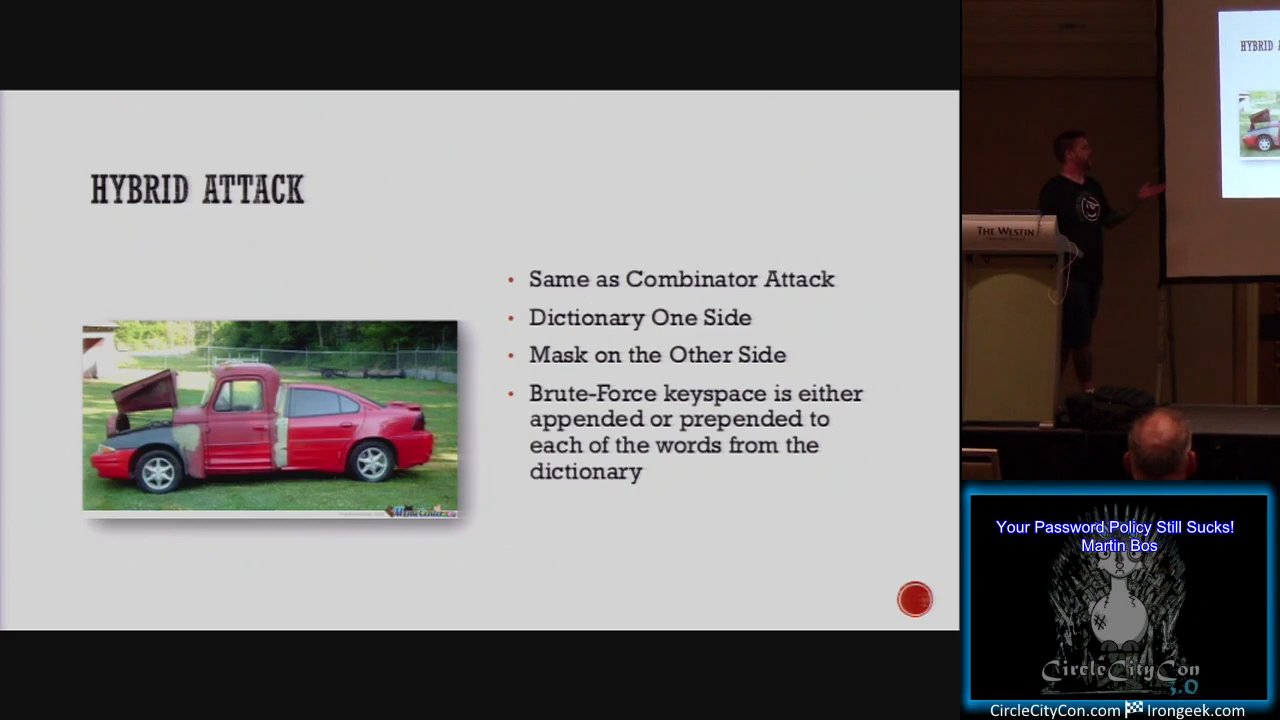 HYBRID ATTACK
• Same as Combinator Attack
• Dictionary One Side
• Mask on the Other Side
• Brute-Force keyspace is either
appended or prepended to
each of the words from the
dictionary
HYBRID
THE WESTIN
Your Password Policy Still Sucks!
Martin Bos
CircleCityCon
3.0
CircleCityCon.com Irongeek.com